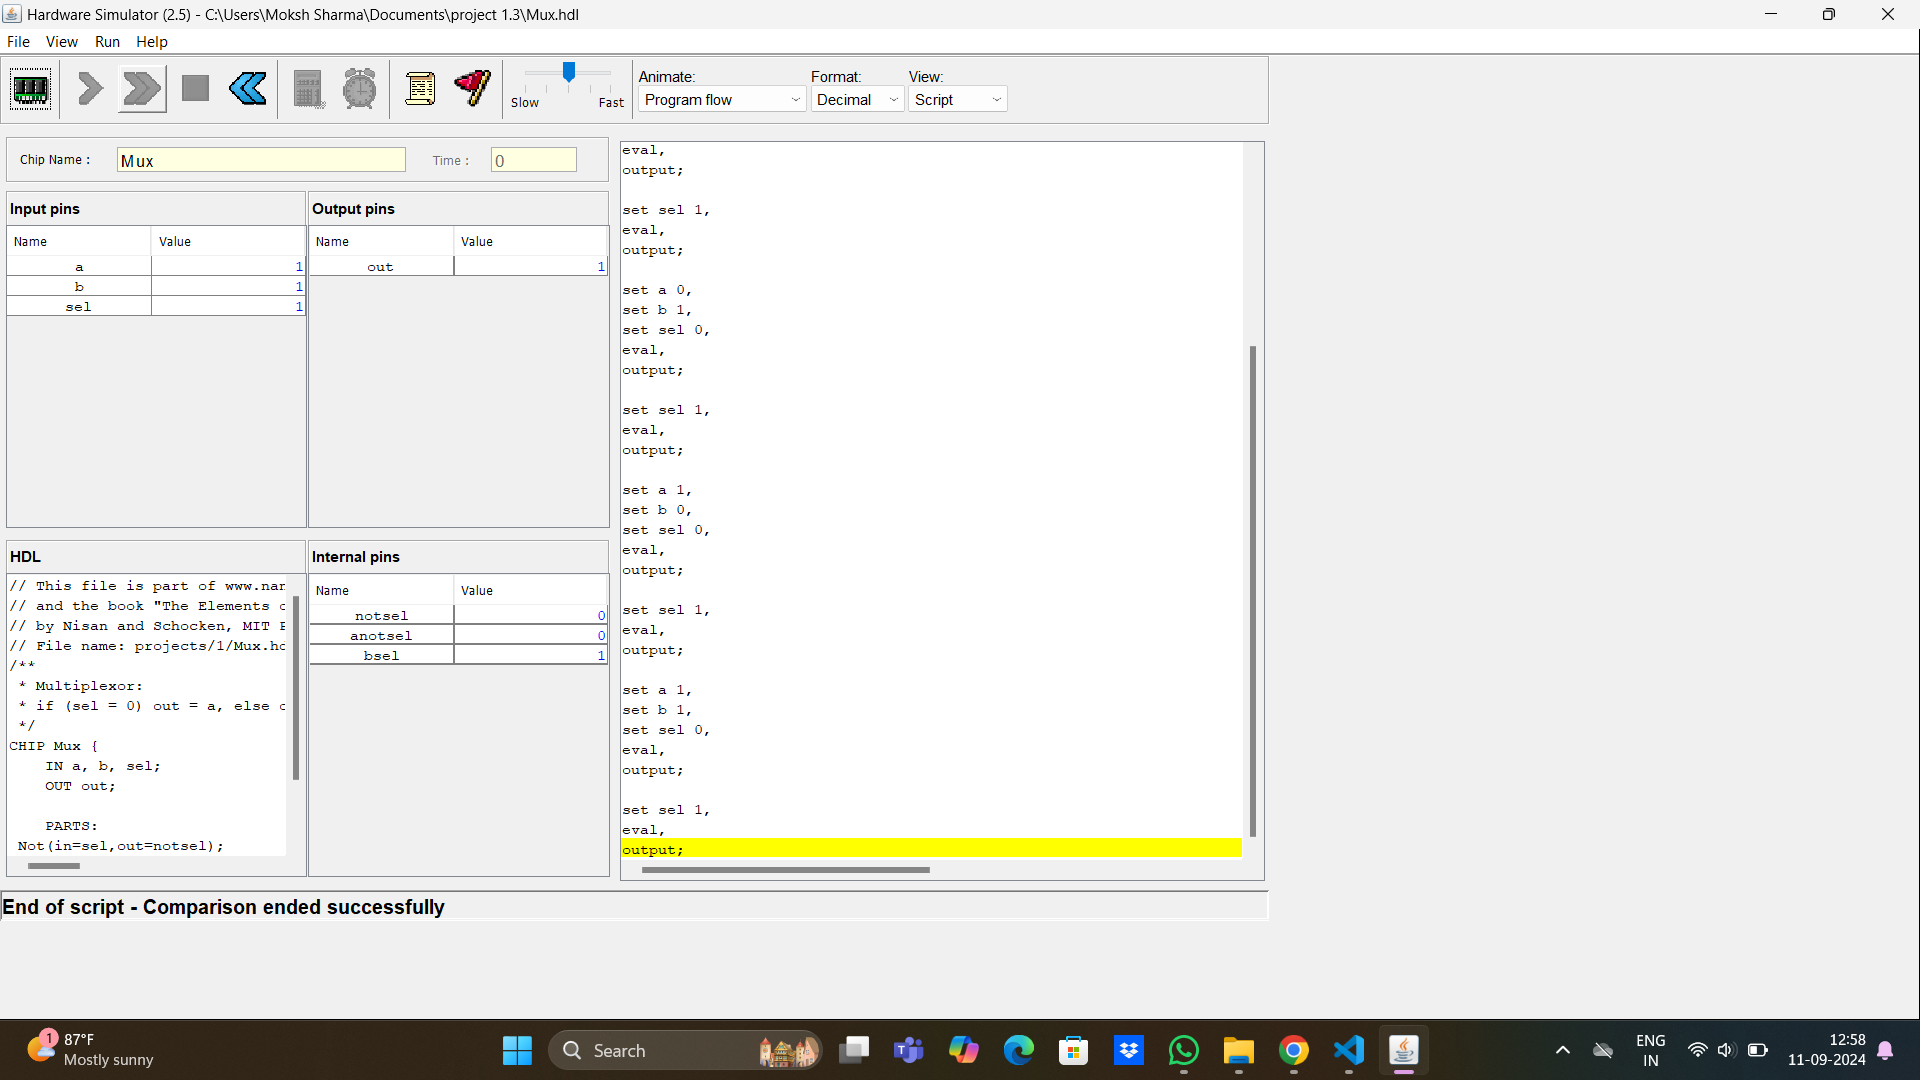 Hardware Simulator (2.5) - C:\Users\Moksh Sharma\Documents\project 1.3\Mux.hdl
File View Run Help
Slow Fast
Animate: Format: View:
Program flow Decimal Script
Chip Name : Mux Time : 0
Input pins
Name Value
a 1
b 1
sel 1
Output pins
Name Value
out 1
HDL
// This file is part of www.nan
// and the book "The Elements o
// by Nisan and Schocken, MIT P
// File name: projects/1/Mux.hd
/**
* Multiplexor:
* if (sel = 0) out = a, else o
*/
CHIP Mux {
IN a, b, sel;
OUT out;
PARTS:
Not(in=sel,out=notsel);
Internal pins
Name Value
notsel 0
anotsel 0
bsel 1
eval,
output;
set sel 1,
eval,
output;
set a 0,
set b 1,
set sel 0,
eval,
output;
set sel 1,
eval,
output;
set a 1,
set b 0,
set sel 0,
eval,
output;
set sel 1,
eval,
output;
set a 1,
set b 1,
set sel 0,
eval,
output;
set sel 1,
eval,
output;
End of script - Comparison ended successfully
1
87°F
Mostly sunny
Search
ENG
IN
12:58
11-09-2024